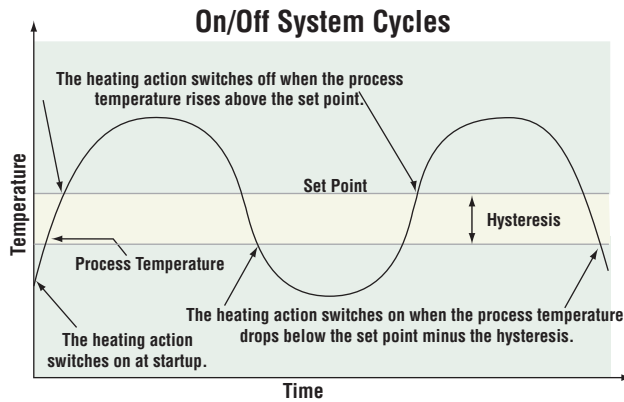 On/Off System Cycles
The heating action switches off when the process
temperature rises above the set point.
Temperature
Set Point
Hysteresis
Process Temperature
The heating action switches on when the process temperature
drops below the set point minus the hysteresis.
The heating action
switches on at startup.
Time